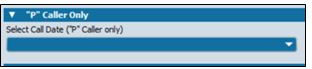 "P" Caller Only
Select Call Date ("P" Caller only)